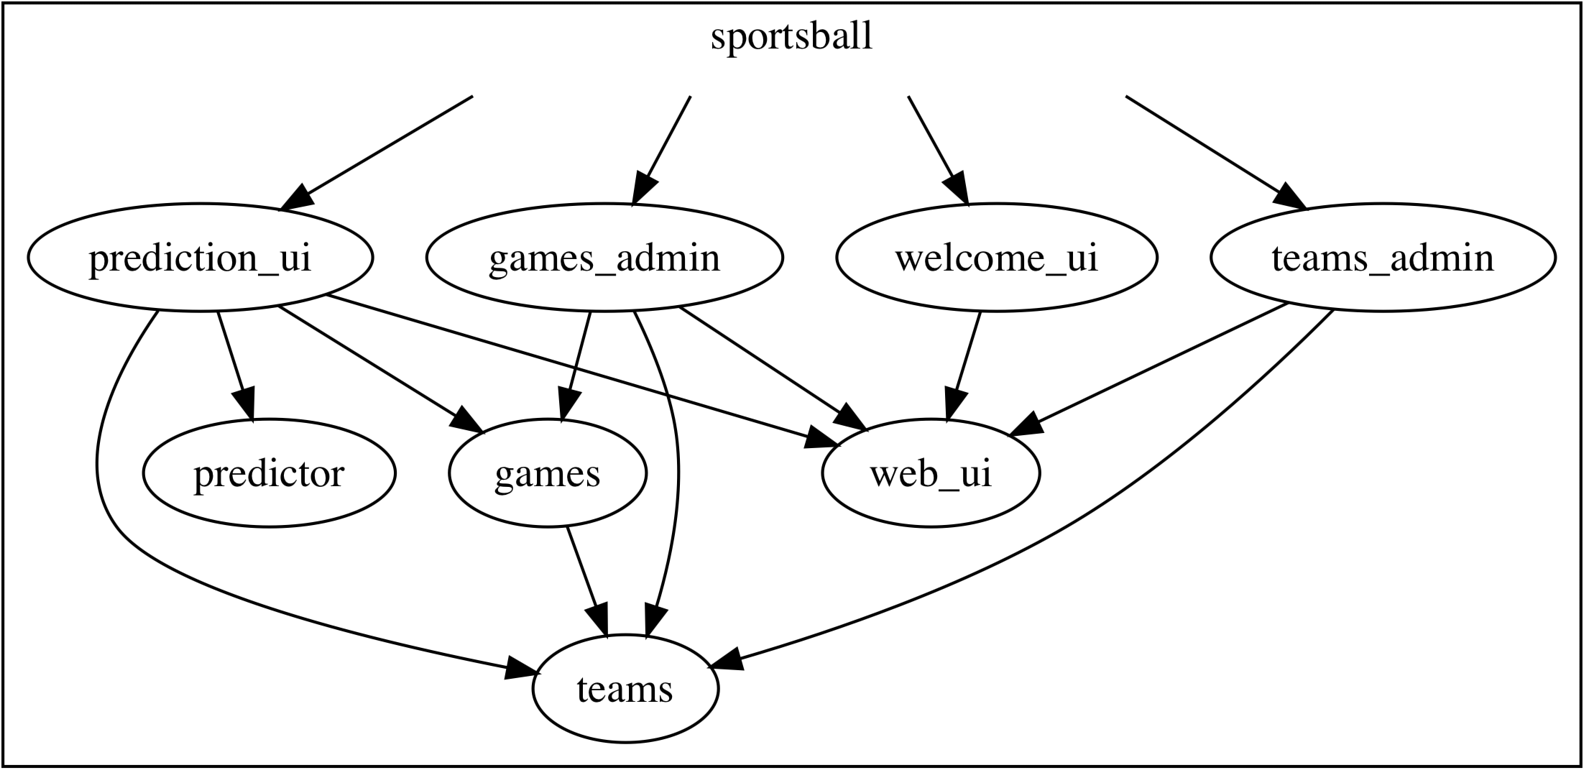 sportsball
prediction_ui
games_admin
welcome_ui
teams_admin
predictor
games
web_ui
teams